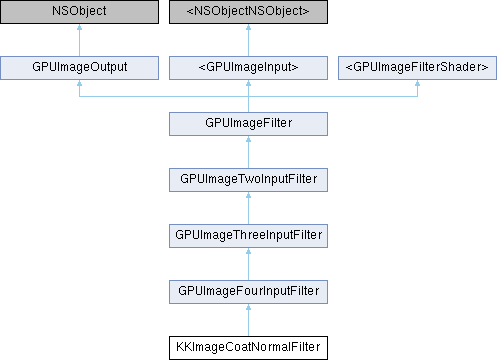 NSObject
<NSObjectNSObject>
GPUImageOutput
<GPUImageInput>
<GPUImageFilterShader>
GPUImageFilter
GPUImageTwoInputFilter
GPUImageThreeInputFilter
GPUImageFourInputFilter
KKImageCoatNormalFilter